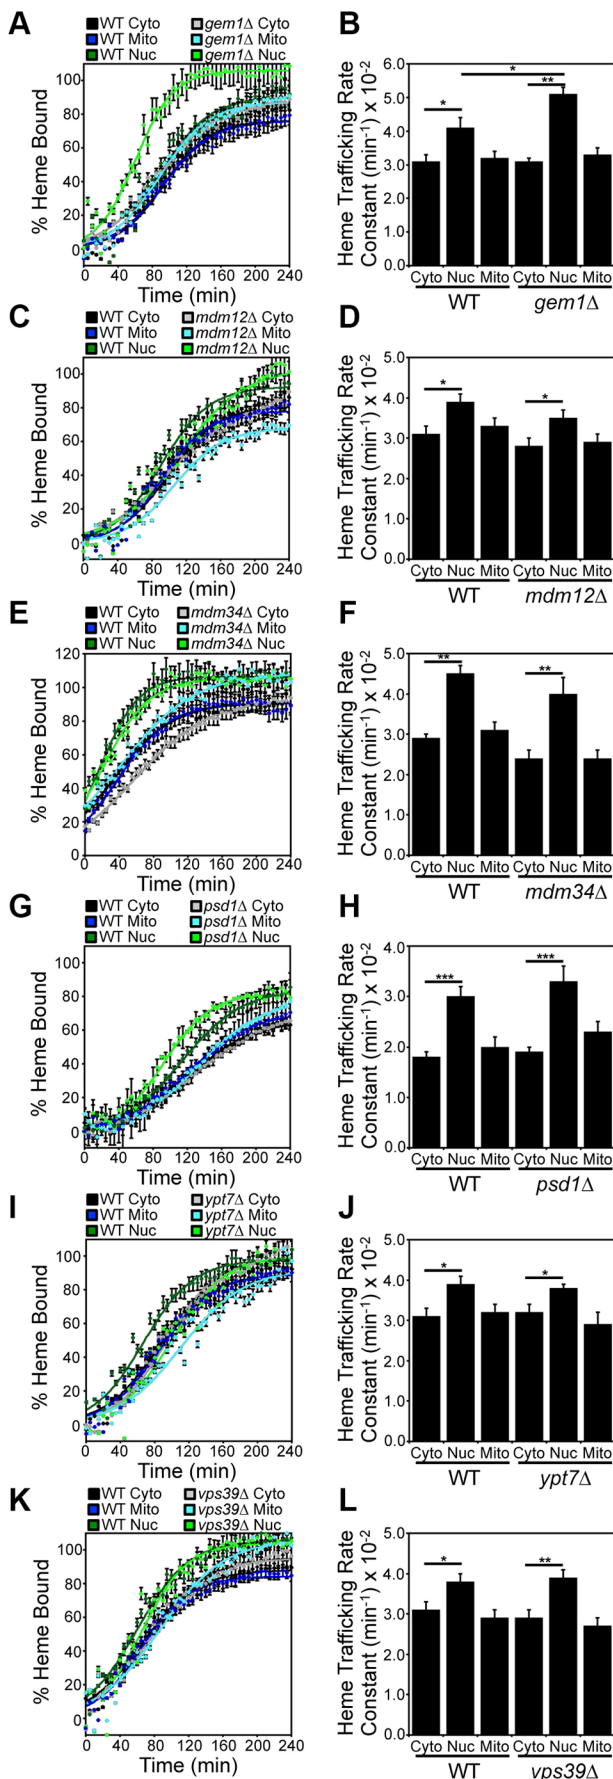 A
WT Cyto gem1Δ Cyto
WT Mito gem1Δ Mito
WT Nuc gem1Δ Nuc
% Heme Bound
100
80
60
40
20
0
0 40 80 120 160 200 240
Time (min)
B
Heme Trafficking Rate
Constant (min⁻¹) x 10⁻²
6.0
5.0
4.0
3.0
2.0
1.0
0.0
*
*
**
Cyto Nuc Mito Cyto Nuc Mito
WT gem1Δ
C
WT Cyto mdm12Δ Cyto
WT Mito mdm12Δ Mito
WT Nuc mdm12Δ Nuc
% Heme Bound
100
80
60
40
20
0
0 40 80 120 160 200 240
Time (min)
D
Heme Trafficking Rate
Constant (min⁻¹) x 10⁻²
5.0
4.0
3.0
2.0
1.0
0.0
* *
Cyto Nuc Mito Cyto Nuc Mito
WT mdm12Δ
E
WT Cyto mdm34Δ Cyto
WT Mito mdm34Δ Mito
WT Nuc mdm34Δ Nuc
% Heme Bound
120
100
80
60
40
20
0
0 40 80 120 160 200 240
Time (min)
F
Heme Trafficking Rate
Constant (min⁻¹) x 10⁻²
5.0
4.0
3.0
2.0
1.0
0.0
** **
Cyto Nuc Mito Cyto Nuc Mito
WT mdm34Δ
G
WT Cyto psd1Δ Cyto
WT Mito psd1Δ Mito
WT Nuc psd1Δ Nuc
% Heme Bound
100
80
60
40
20
0
0 40 80 120 160 200 240
Time (min)
H
Heme Trafficking Rate
Constant (min⁻¹) x 10⁻²
4.0
3.0
2.0
1.0
0.0
*** ***
Cyto Nuc Mito Cyto Nuc Mito
WT psd1Δ
I
WT Cyto ypt7Δ Cyto
WT Mito ypt7Δ Mito
WT Nuc ypt7Δ Nuc
% Heme Bound
100
80
60
40
20
0
0 40 80 120 160 200 240
Time (min)
J
Heme Trafficking Rate
Constant (min⁻¹) x 10⁻²
5.0
4.0
3.0
2.0
1.0
0.0
* *
Cyto Nuc Mito Cyto Nuc Mito
WT ypt7Δ
K
WT Cyto vps39Δ Cyto
WT Mito vps39Δ Mito
WT Nuc vps39Δ Nuc
% Heme Bound
100
80
60
40
20
0
0 40 80 120 160 200 240
Time (min)
L
Heme Trafficking Rate
Constant (min⁻¹) x 10⁻²
5.0
4.0
3.0
2.0
1.0
0.0
* **
Cyto Nuc Mito Cyto Nuc Mito
WT vps39Δ